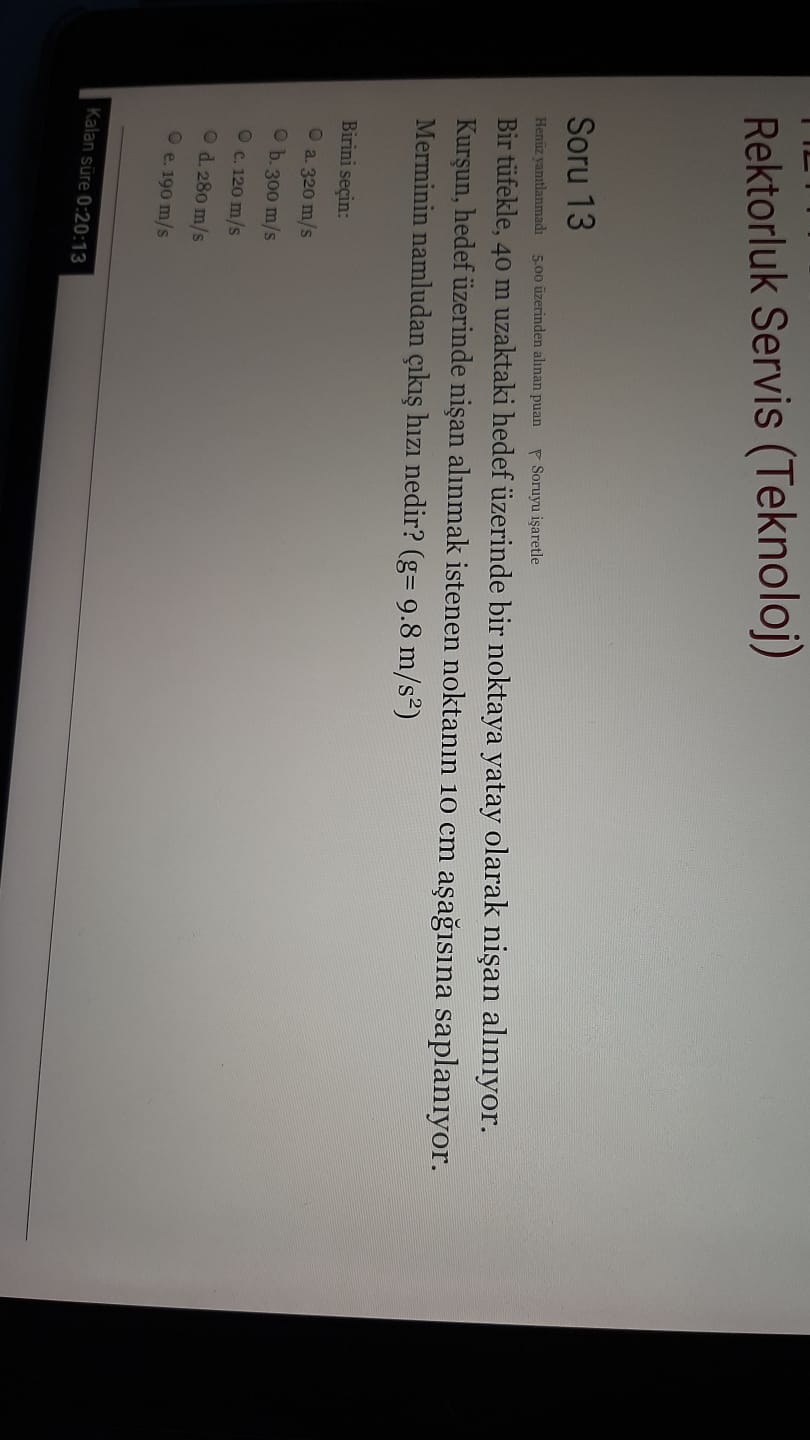 Rektorluk Servis (Teknoloj)
Soru 13
Henüz yanıtlanmadı 5.00 üzerinden alınan puan Soruyu işaretle
Bir tüfekle, 40 m uzaktaki hedef üzerinde bir noktaya yatay olarak nişan alınıyor.
Kurşun, hedef üzerinde nişan alınmak istenen noktanın 10 cm aşağısına saplanıyor.
Merminin namludan çıkış hızı nedir? (g= 9.8 m/s²)
Birini seçin:
a. 320 m/s
b. 300 m/s
c. 120 m/s
d. 280 m/s
e. 190 m/s
Kalan süre 0:20:13